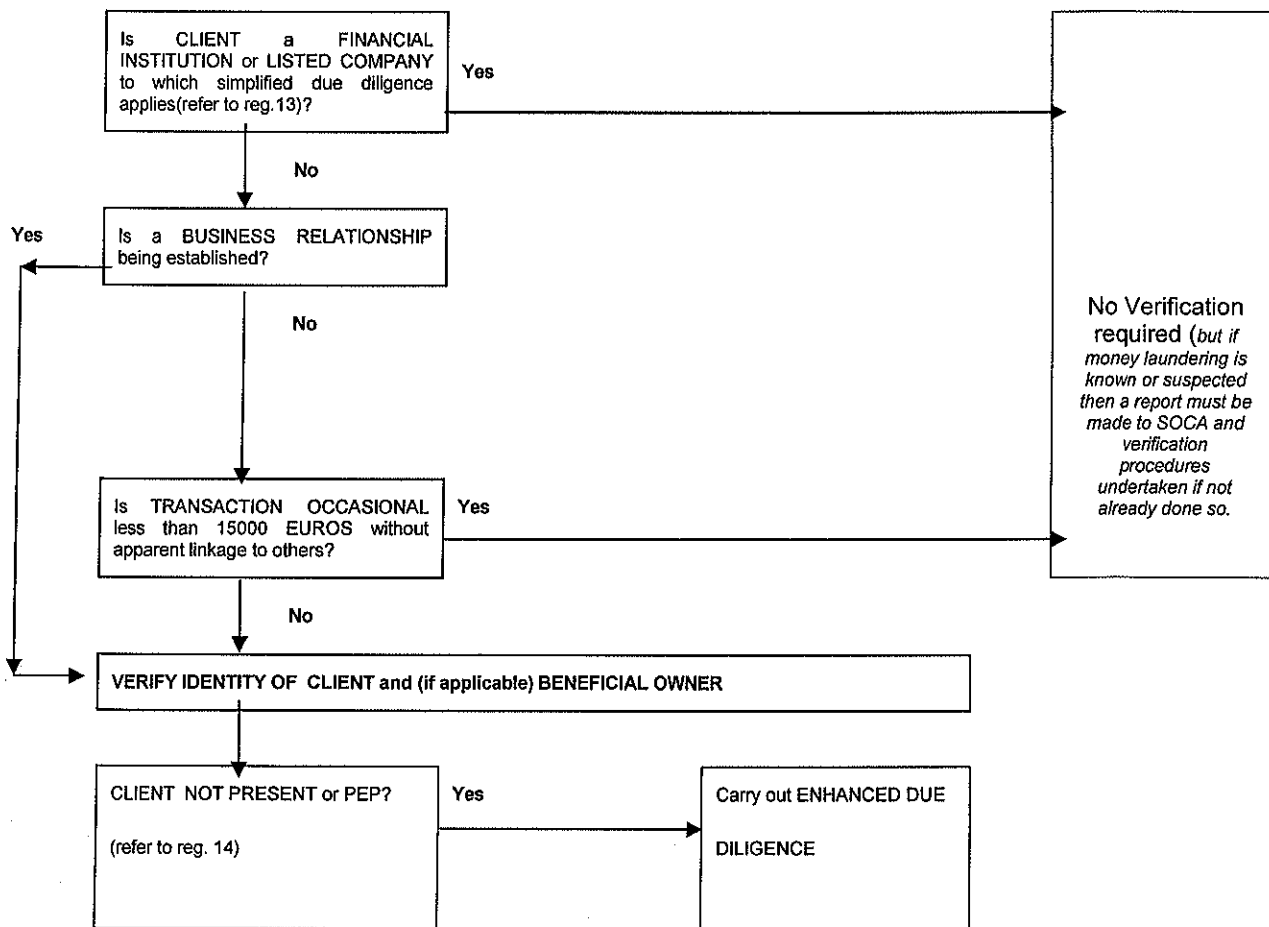 Is CLIENT a FINANCIAL
INSTITUTION or LISTED COMPANY
to which simplified due diligence
applies(refer to reg.13)?
Yes
No
Yes
Is a BUSINESS RELATIONSHIP
being established?
No
No Verification
required (but if
money laundering is
known or suspected
then a report must be
made to SOCA and
verification
procedures
undertaken if not
already done so.
Is TRANSACTION OCCASIONAL
less than 15000 EUROS without
apparent linkage to others?
Yes
No
VERIFY IDENTITY OF CLIENT and (if applicable) BENEFICIAL OWNER
CLIENT NOT PRESENT or PEP?
(refer to reg. 14)
Yes
Carry out ENHANCED DUE
DILIGENCE